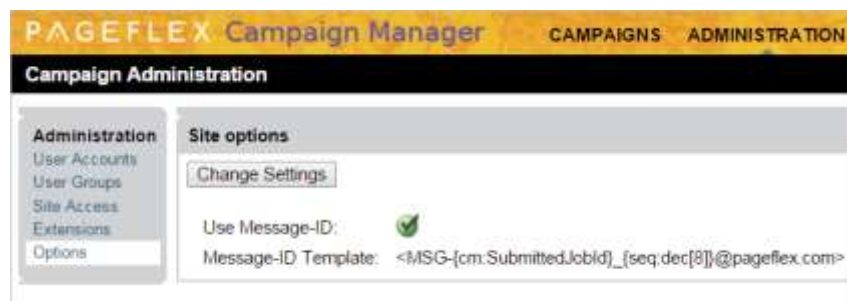 PAGEFLEX Campaign Manager CAMPAIGNS ADMINISTRATION
Campaign Administration
Administration
User Accounts
User Groups
Site Access
Extensions
Options
Site options
Change Settings
Use Message-ID:
Message-ID Template: <MSG-{cm:SubmittedJobId}_{seq:dec[8]}@pageflex.com>